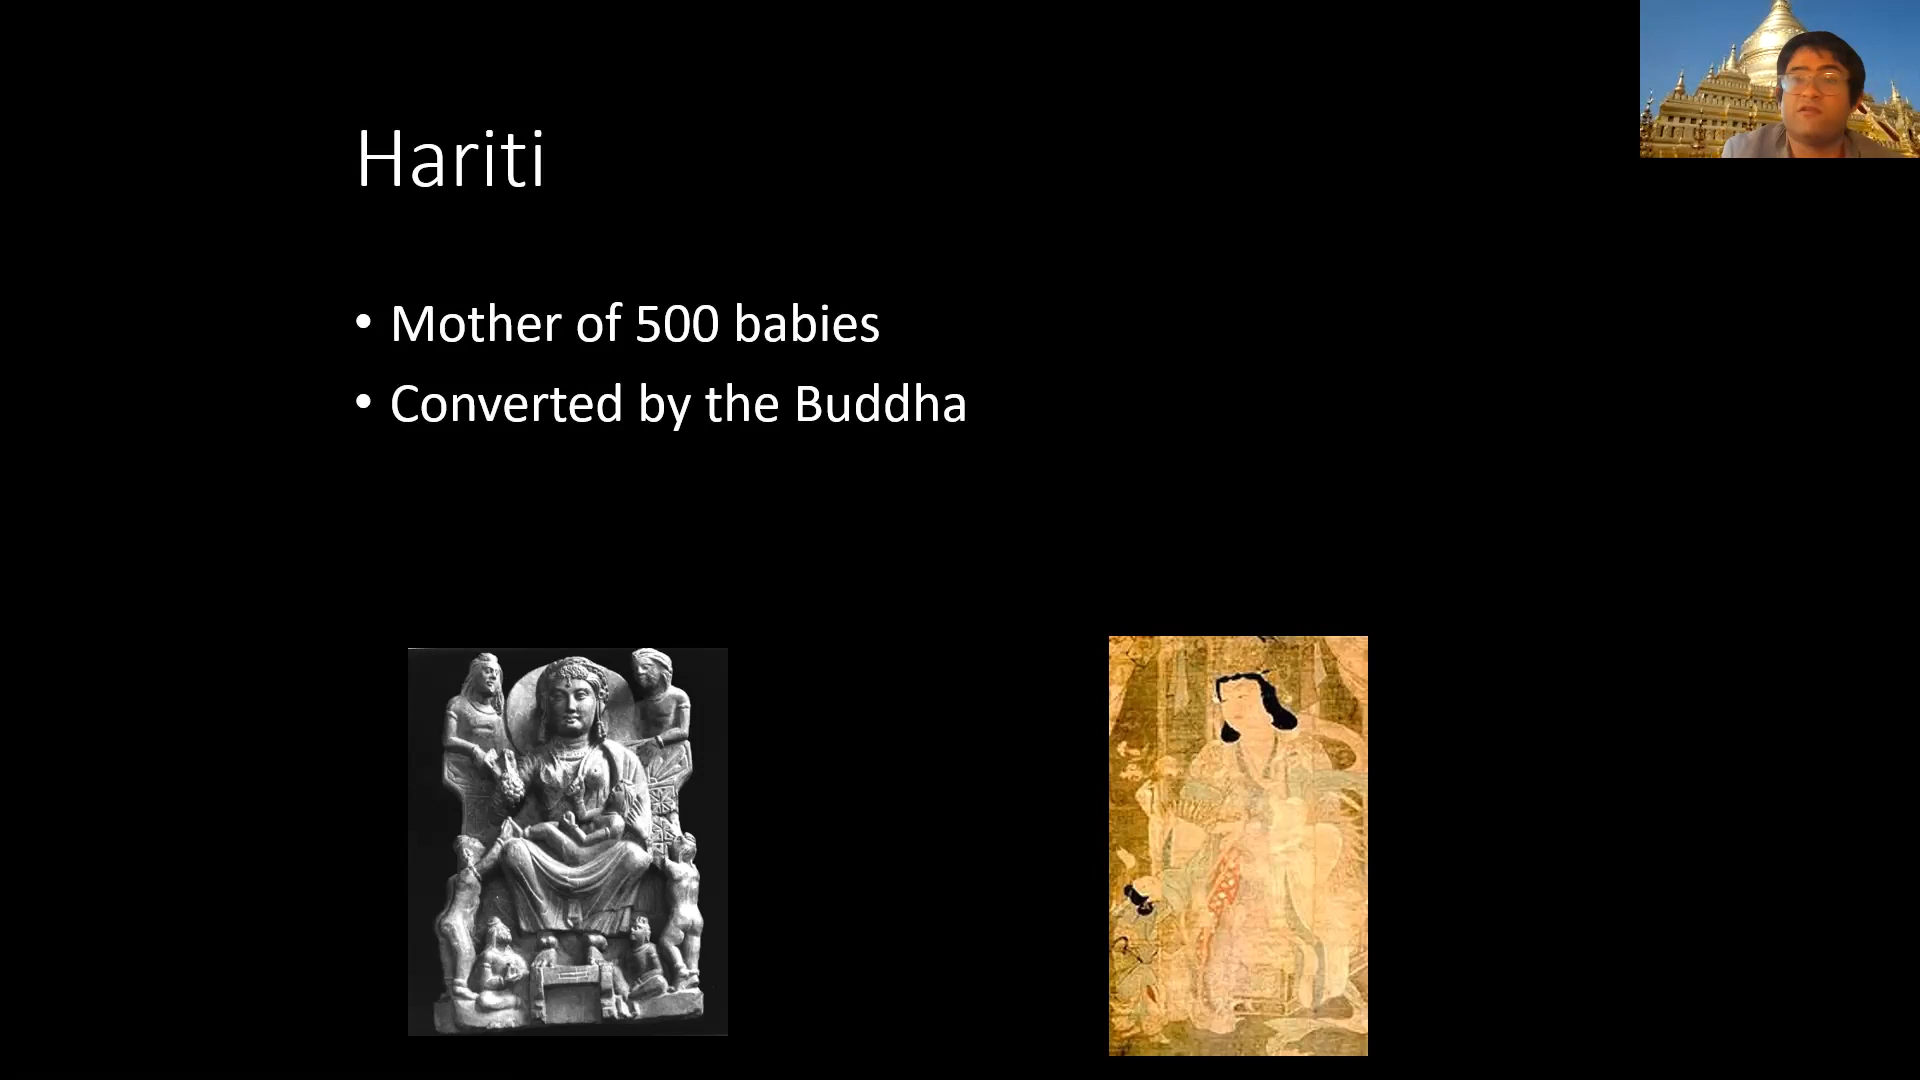 Hariti
• Mother of 500 babies
• Converted by the Buddha